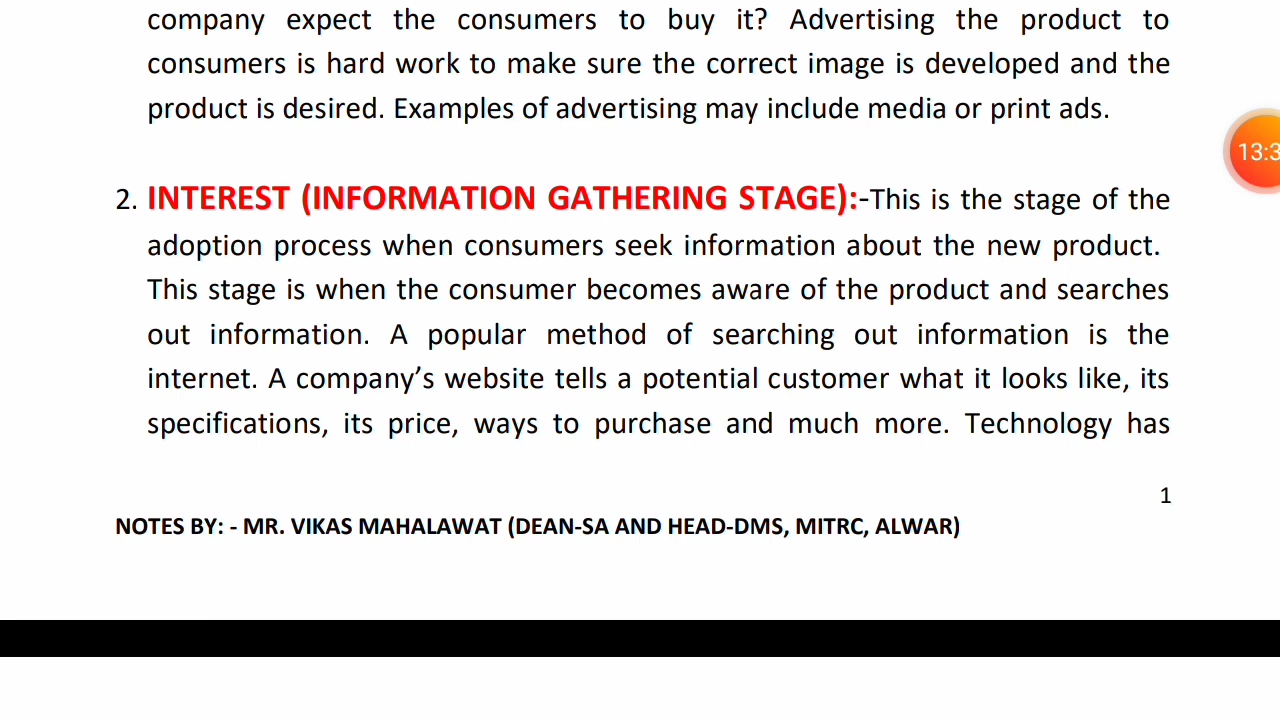 company expect the consumers to buy it? Advertising the product to
consumers is hard work to make sure the correct image is developed and the
product is desired. Examples of advertising may include media or print ads.
2. INTEREST (INFORMATION GATHERING STAGE):-This is the stage of the
adoption process when consumers seek information about the new product.
This stage is when the consumer becomes aware of the product and searches
out information. A popular method of searching out information is the
internet. A company’s website tells a potential customer what it looks like, its
specifications, its price, ways to purchase and much more. Technology has
1
NOTES BY: - MR. VIKAS MAHALAWAT (DEAN-SA AND HEAD-DMS, MITRC, ALWAR)
13:3